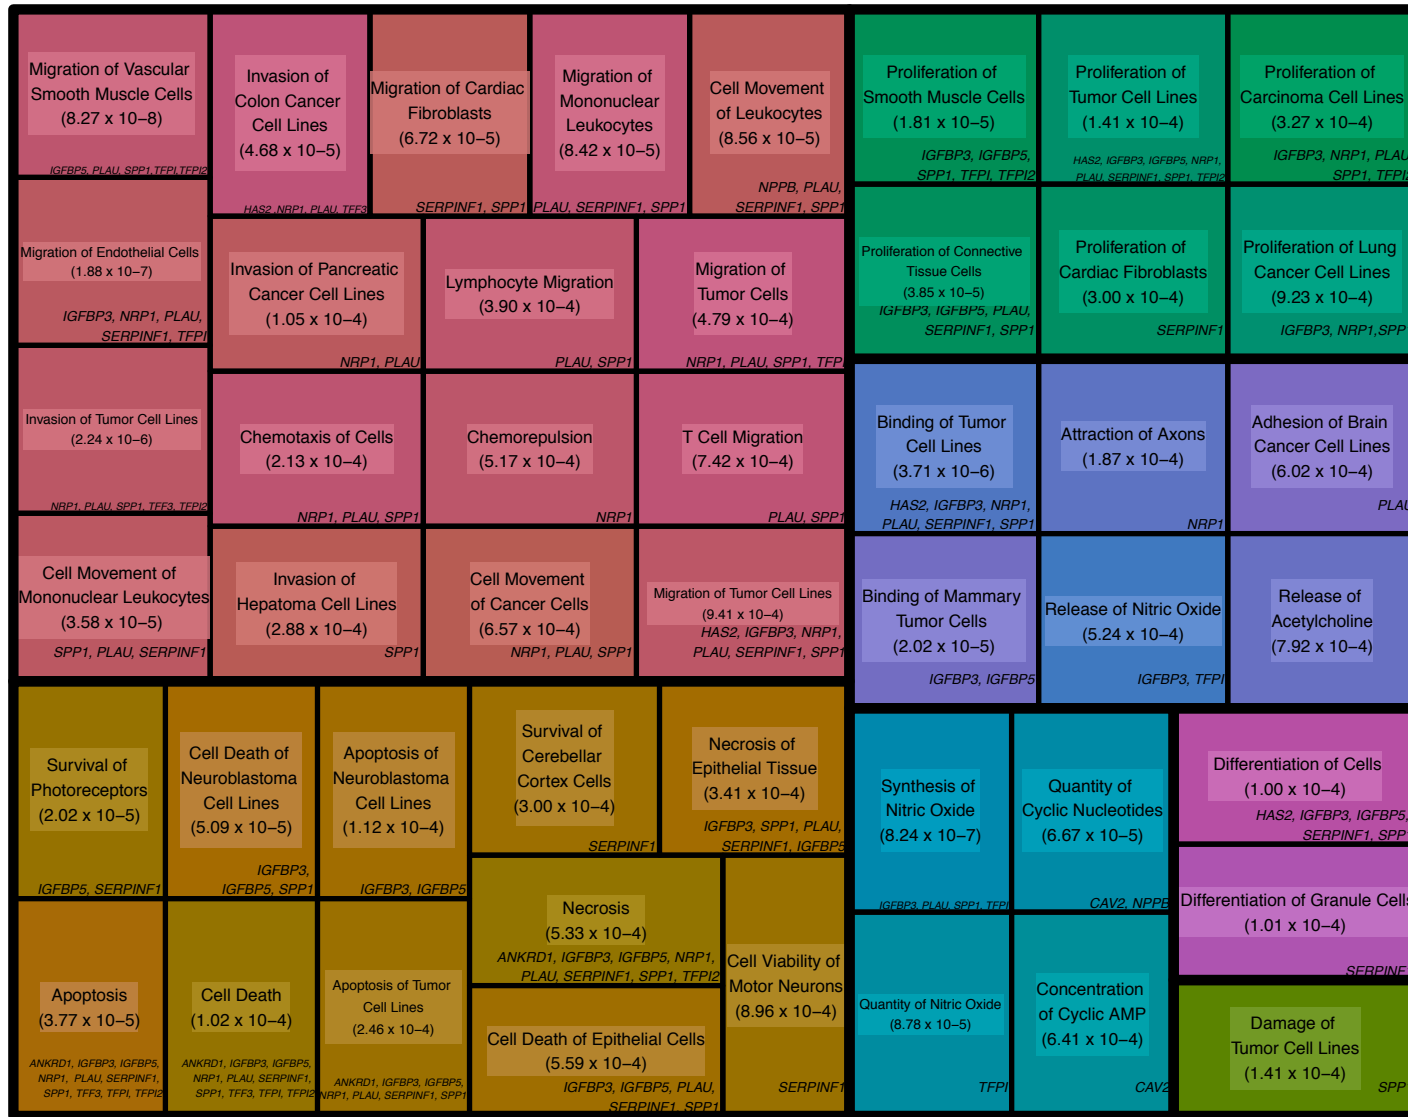 Migration of Vascular
Smooth Muscle Cells
(8.27 x 10−8)
IGFBP5, PLAU, SPP1,TFPI,TFPI2
Invasion of
Colon Cancer
Cell Lines
(4.68 x 10−5)
HAS2 ,NRP1, PLAU, TFF3
Migration of Cardiac
Fibroblasts
(6.72 x 10−5)
SERPINF1, SPP1
Migration of
Mononuclear
Leukocytes
(8.42 x 10−5)
PLAU, SERPINF1, SPP1
Cell Movement
of Leukocytes
(8.56 x 10−5)
NPPB, PLAU,
SERPINF1, SPP1
Migration of Endothelial Cells
(1.88 x 10−7)
IGFBP3, NRP1, PLAU,
SERPINF1, TFPI
Invasion of Pancreatic
Cancer Cell Lines
(1.05 x 10−4)
NRP1, PLAU
Lymphocyte Migration
(3.90 x 10−4)
PLAU, SPP1
Migration of
Tumor Cells
(4.79 x 10−4)
NRP1, PLAU, SPP1, TFPI
Invasion of Tumor Cell Lines
(2.24 x 10−6)
NRP1, PLAU, SPP1, TFF3, TFPI2
Chemotaxis of Cells
(2.13 x 10−4)
NRP1, PLAU, SPP1
Chemorepulsion
(5.17 x 10−4)
NRP1
T Cell Migration
(7.42 x 10−4)
PLAU, SPP1
Cell Movement of
Mononuclear Leukocytes
(3.58 x 10−5)
SPP1, PLAU, SERPINF1
Invasion of
Hepatoma Cell Lines
(2.88 x 10−4)
SPP1
Cell Movement
of Cancer Cells
(6.57 x 10−4)
NRP1, PLAU, SPP1
Migration of Tumor Cell Lines
(9.41 x 10−4)
HAS2, IGFBP3, NRP1,
PLAU, SERPINF1, SPP1
Proliferation of
Smooth Muscle Cells
(1.81 x 10−5)
IGFBP3, IGFBP5,
SPP1, TFPI, TFPI2
Proliferation of
Tumor Cell Lines
(1.41 x 10−4)
HAS2, IGFBP3, IGFBP5, NRP1,
PLAU, SERPINF1, SPP1, TFPI2
Proliferation of
Carcinoma Cell Lines
(3.27 x 10−4)
IGFBP3, NRP1, PLAU
SPP1, TFPI2
Proliferation of Connective
Tissue Cells
(3.85 x 10−5)
IGFBP3, IGFBP5, PLAU,
SERPINF1, SPP1
Proliferation of
Cardiac Fibroblasts
(3.00 x 10−4)
SERPINF1
Proliferation of Lung
Cancer Cell Lines
(9.23 x 10−4)
IGFBP3, NRP1,SPP1
Binding of Tumor
Cell Lines
(3.71 x 10−6)
HAS2, IGFBP3, NRP1,
PLAU, SERPINF1, SPP1
Attraction of Axons
(1.87 x 10−4)
NRP1
Adhesion of Brain
Cancer Cell Lines
(6.02 x 10−4)
PLAU
Binding of Mammary
Tumor Cells
(2.02 x 10−5)
IGFBP3, IGFBP5
Release of Nitric Oxide
(5.24 x 10−4)
IGFBP3, TFPI
Release of
Acetylcholine
(7.92 x 10−4)
Survival of
Photoreceptors
(2.02 x 10−5)
IGFBP5, SERPINF1
Cell Death of
Neuroblastoma
Cell Lines
(5.09 x 10−5)
IGFBP3,
IGFBP5, SPP1
Apoptosis of
Neuroblastoma
Cell Lines
(1.12 x 10−4)
IGFBP3, IGFBP5
Survival of
Cerebellar
Cortex Cells
(3.00 x 10−4)
SERPINF1
Necrosis of
Epithelial Tissue
(3.41 x 10−4)
IGFBP3, SPP1, PLAU,
SERPINF1, IGFBP5
Apoptosis
(3.77 x 10−5)
ANKRD1, IGFBP3, IGFBP5,
NRP1, PLAU, SERPINF1,
SPP1, TFF3, TFPI, TFPI2
Cell Death
(1.02 x 10−4)
ANKRD1, IGFBP3, IGFBP5,
NRP1, PLAU, SERPINF1,
SPP1, TFF3, TFPI, TFPI2
Apoptosis of Tumor
Cell Lines
(2.46 x 10−4)
ANKRD1, IGFBP3, IGFBP5,
NRP1, PLAU, SERPINF1, SPP1
Necrosis
(5.33 x 10−4)
ANKRD1, IGFBP3, IGFBP5, NRP1,
PLAU, SERPINF1, SPP1, TFPI2
Cell Death of Epithelial Cells
(5.59 x 10−4)
IGFBP3, IGFBP5, PLAU,
SERPINF1, SPP1
Cell Viability of
Motor Neurons
(8.96 x 10−4)
SERPINF1
Synthesis of
Nitric Oxide
(8.24 x 10−7)
IGFBP3, PLAU, SPP1, TFPI
Quantity of
Cyclic Nucleotides
(6.67 x 10−5)
CAV2, NPPB
Quantity of Nitric Oxide
(8.78 x 10−5)
TFPI
Concentration
of Cyclic AMP
(6.41 x 10−4)
CAV2
Differentiation of Cells
(1.00 x 10−4)
HAS2, IGFBP3, IGFBP5,
SERPINF1, SPP1
Differentiation of Granule Cells
(1.01 x 10−4)
SERPINF
Damage of
Tumor Cell Lines
(1.41 x 10−4)
SPP